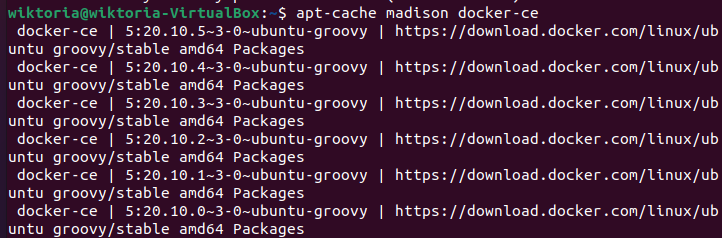 wiktoria@wiktoria-VirtualBox:~$ apt-cache madison docker-ce
 docker-ce | 5:20.10.5~3-0~ubuntu-groovy | https://download.docker.com/linux/ub
untu groovy/stable amd64 Packages
 docker-ce | 5:20.10.4~3-0~ubuntu-groovy | https://download.docker.com/linux/ub
untu groovy/stable amd64 Packages
 docker-ce | 5:20.10.3~3-0~ubuntu-groovy | https://download.docker.com/linux/ub
untu groovy/stable amd64 Packages
 docker-ce | 5:20.10.2~3-0~ubuntu-groovy | https://download.docker.com/linux/ub
untu groovy/stable amd64 Packages
 docker-ce | 5:20.10.1~3-0~ubuntu-groovy | https://download.docker.com/linux/ub
untu groovy/stable amd64 Packages
 docker-ce | 5:20.10.0~3-0~ubuntu-groovy | https://download.docker.com/linux/ub
untu groovy/stable amd64 Packages